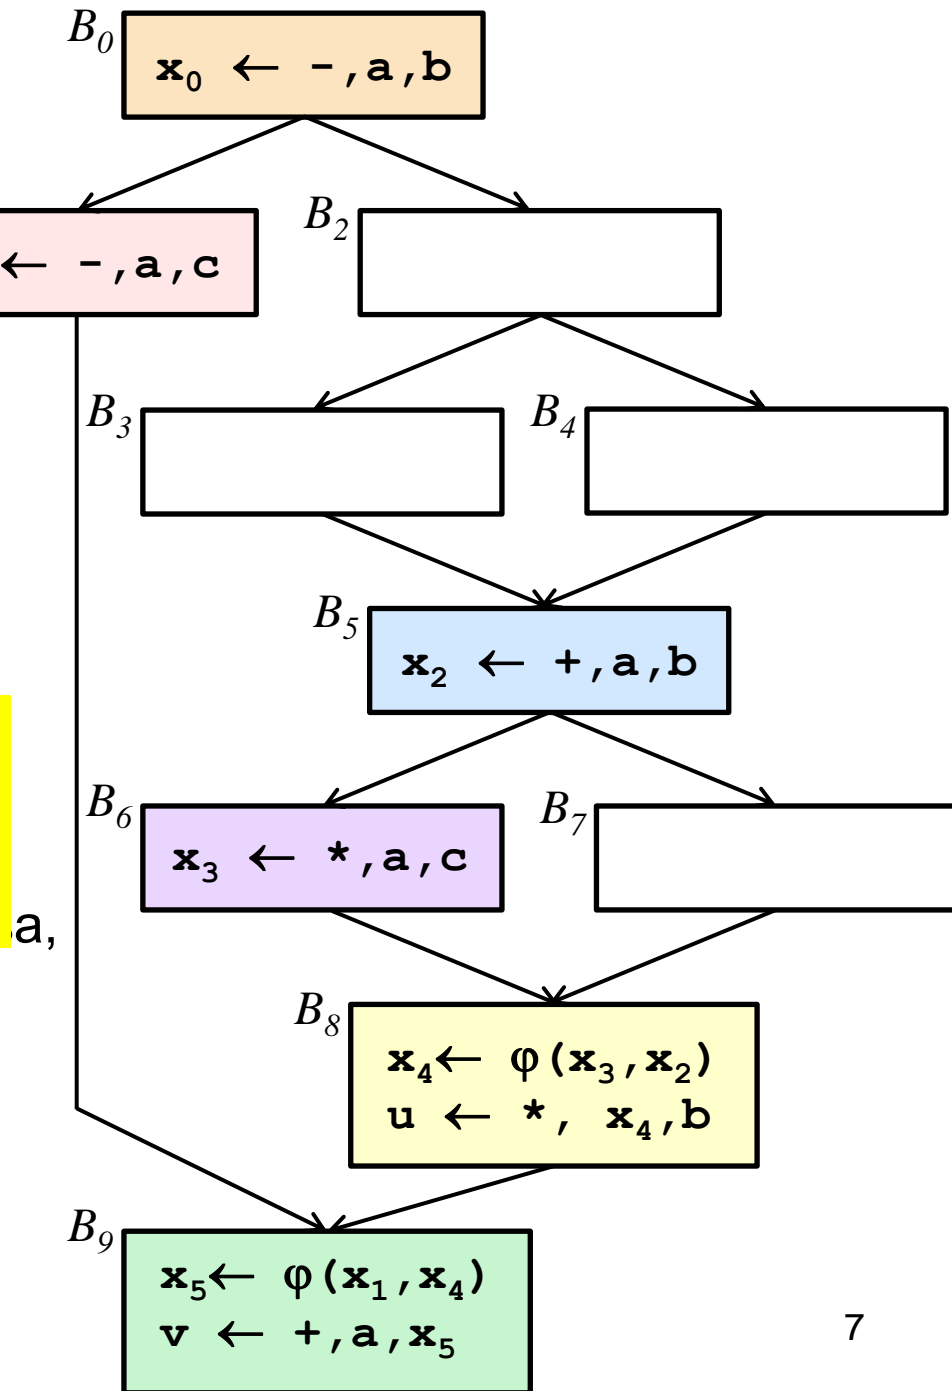 B0
x0 ← -,a,b
← -,a,c
B2
B3
B4
B5
x2 ← +,a,b
B6
x3 ← *,a,c
B7
a,
B8
x4← φ(x3,x2)
u ← *, x4,b
B9
x5← φ(x1,x4)
v ← +,a,x5
7